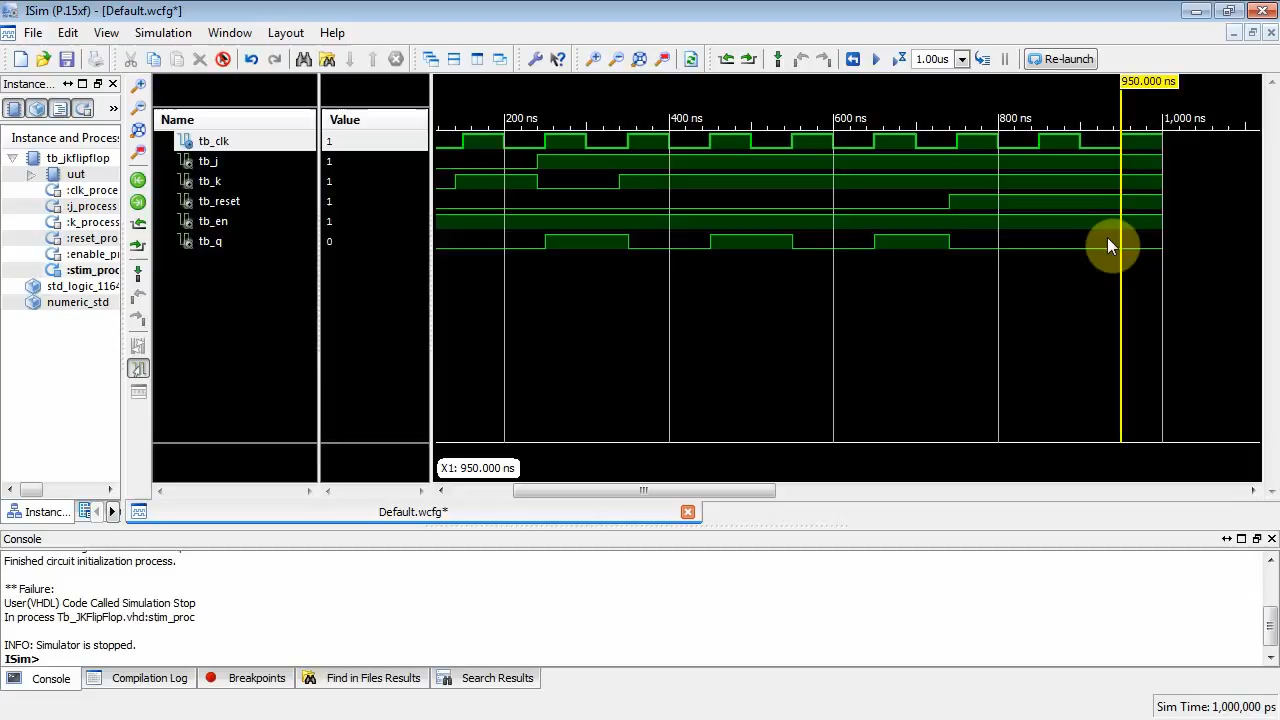 ISim (P.15xf) - [Default.wcfg*]
File Edit View Simulation Window Layout Help
1.00us Re-launch
Instance...
Instance and Proces
tb_jkflipflop
uut
:clk_proce
:j_process
:k_process
:reset_pro
:enable_pr
:stim_proc
std_logic_1164
numeric_std
Name Value
tb_clk 1
tb_j 1
tb_k 1
tb_reset 1
tb_en 1
tb_q 0
950.000 ns
200 ns 400 ns 600 ns 800 ns 1,000 ns
X1: 950.000 ns
Instanc...
Default.wcfg*
Console
Finished circuit initialization process.
** Failure:
User(VHDL) Code Called Simulation Stop
In process Tb_JKFlipFlop.vhd:stim_proc
INFO: Simulator is stopped.
ISim>
Console Compilation Log Breakpoints Find in Files Results Search Results
Sim Time: 1,000,000 ps